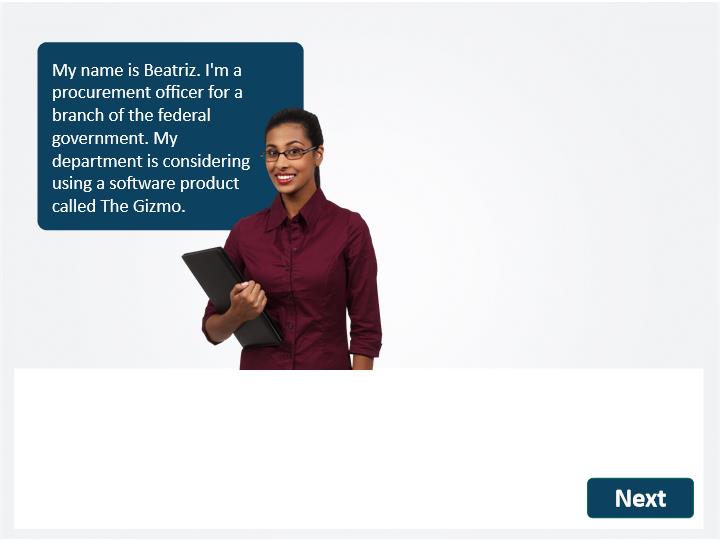 My name is Beatriz. I'm a
procurement officer for a
branch of the federal
government. My
department is considering
using a software product
called The Gizmo.
Next